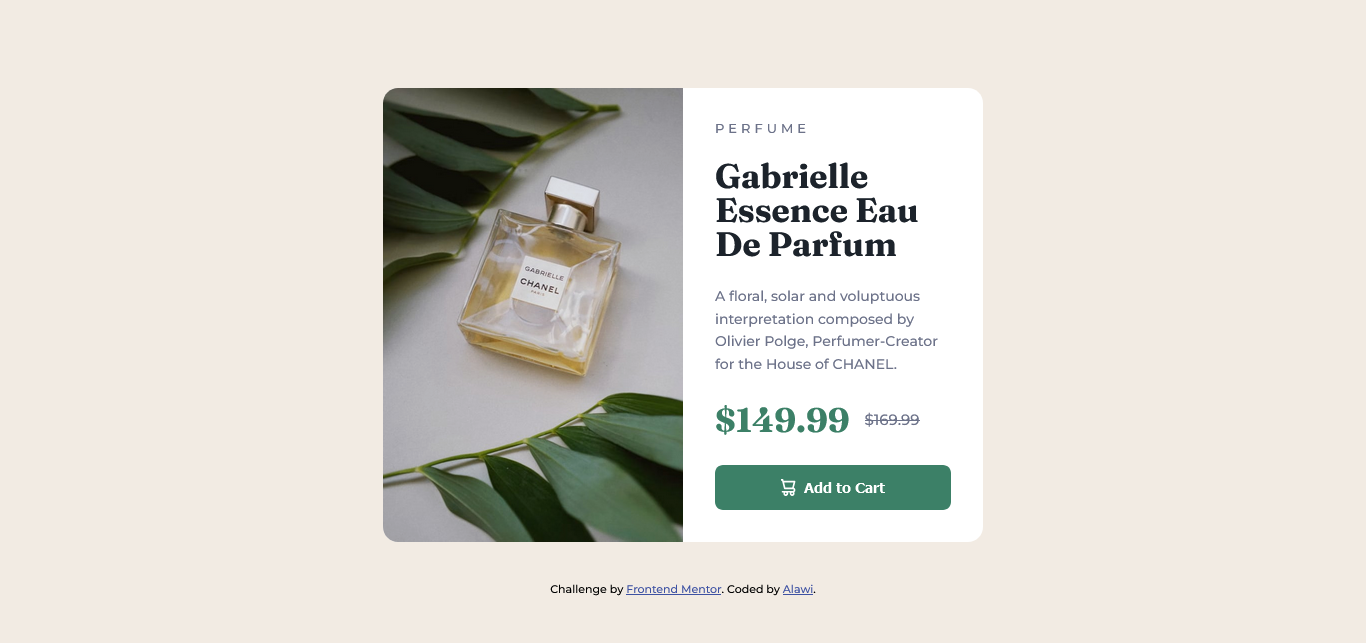 GABRIELLE
CHANEL
PARIS
PERFUME
Gabrielle
Essence Eau
De Parfum
A floral, solar and voluptuous
interpretation composed by
Olivier Polge, Perfumer-Creator
for the House of CHANEL.
$149.99 $169.99
Add to Cart
Challenge by Frontend Mentor. Coded by Alawi.